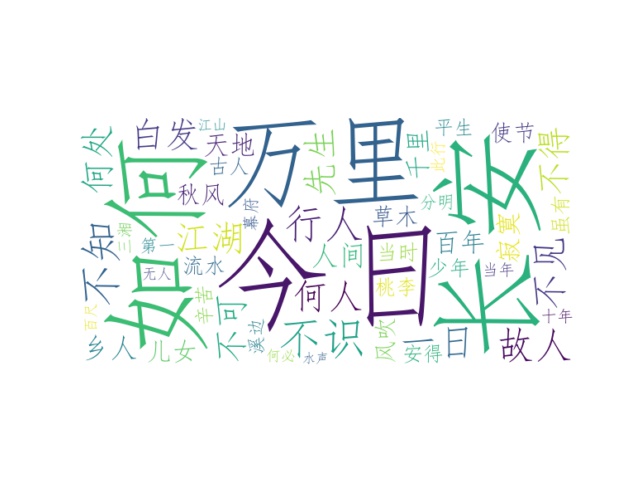 今日
万里
如何
长安
何处
白发
江山
天地
古人
秋风
幕府
先生
千里
平生
此行
使节
分明
寂寞
虽有
不得
不知
三湘
第一
无人
江湖
流水
行人
草木
人间
当时
百年
少年
当年
不见
百尺
辛苦
不可
何人
桃李
十年
乡人
儿女
溪边
何必
不识
水声
风吹
一日
安得
故人